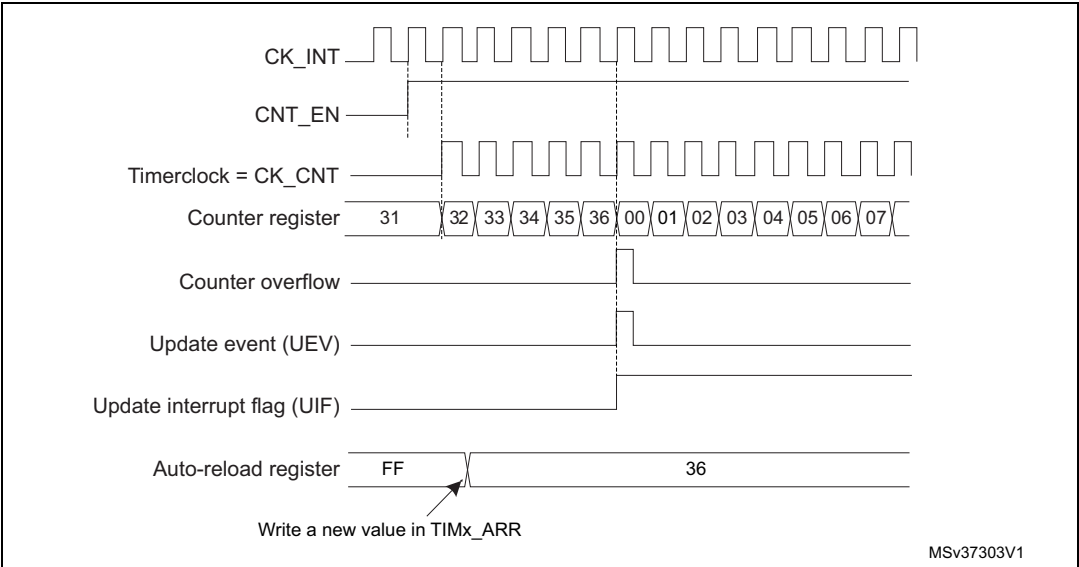 CK_INT
CNT_EN
Timerclock = CK_CNT
Counter register 31 32 33 34 35 36 00 01 02 03 04 05 06 07
Counter overflow
Update event (UEV)
Update interrupt flag (UIF)
Auto-reload register FF 36
Write a new value in TIMx_ARR
MSv37303V1